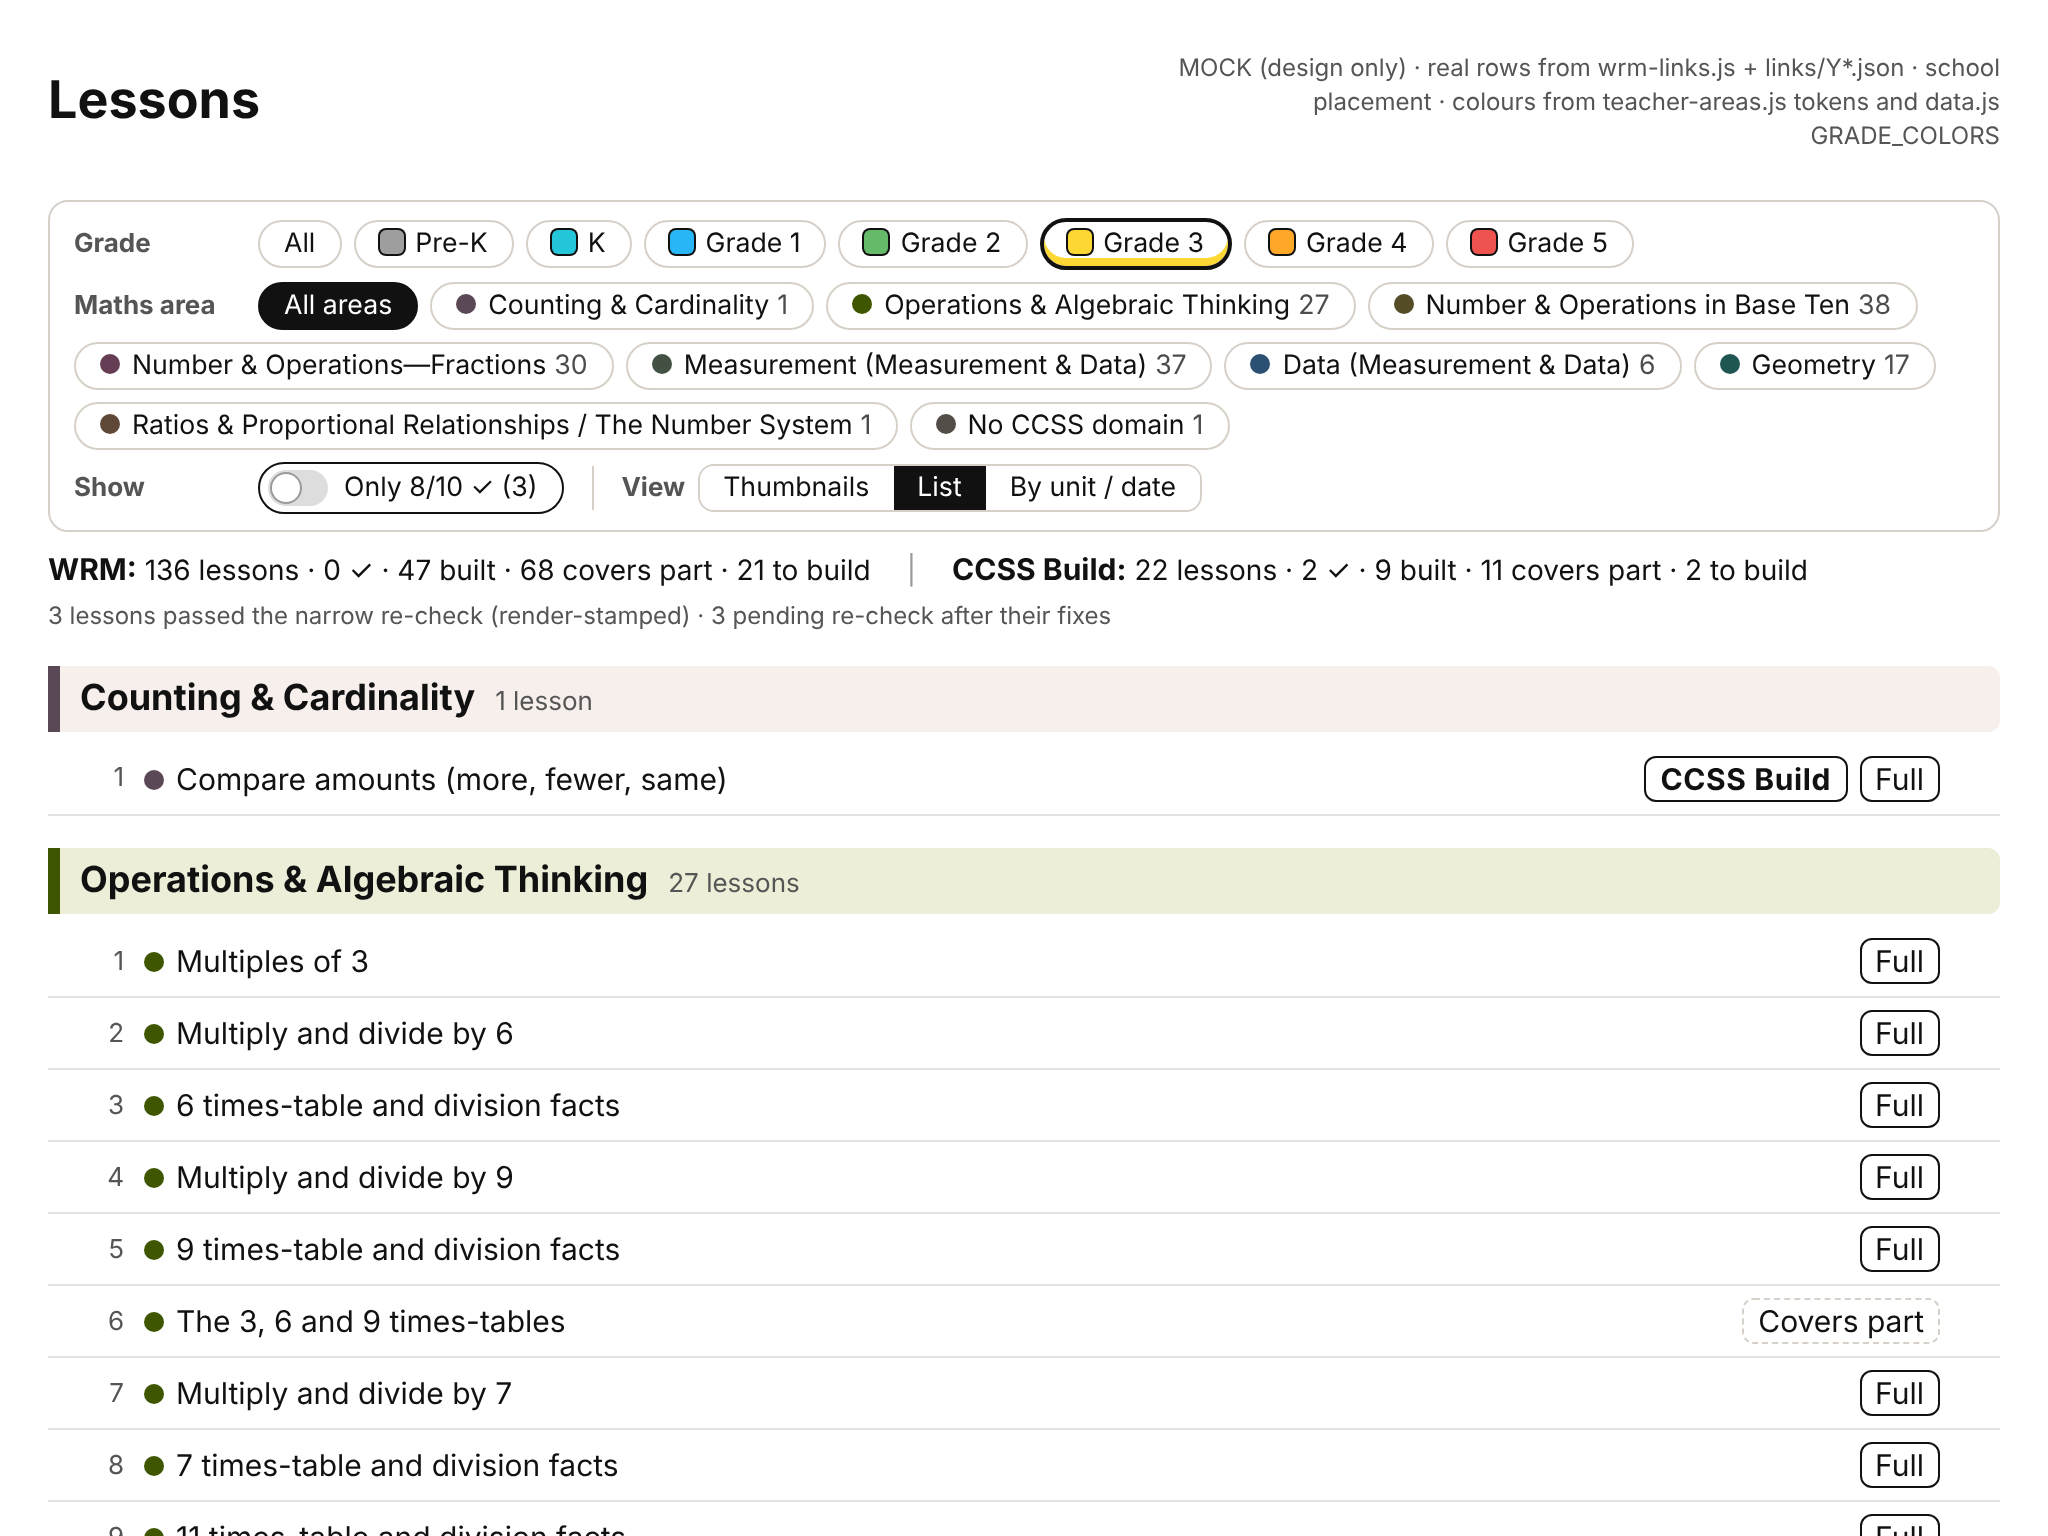 Lessons
MOCK (design only) · real rows from wrm-links.js + links/Y*.json · school
placement · colours from teacher-areas.js tokens and data.js
GRADE_COLORS
Grade All Pre-K K Grade 1 Grade 2 Grade 3 Grade 4 Grade 5
Maths area All areas Counting & Cardinality 1 Operations & Algebraic Thinking 27 Number & Operations in Base Ten 38
Number & Operations—Fractions 30 Measurement (Measurement & Data) 37 Data (Measurement & Data) 6 Geometry 17
Ratios & Proportional Relationships / The Number System 1 No CCSS domain 1
Show Only 8/10 ✓ (3) View Thumbnails List By unit / date
WRM: 136 lessons · 0 ✓ · 47 built · 68 covers part · 21 to build | CCSS Build: 22 lessons · 2 ✓ · 9 built · 11 covers part · 2 to build
3 lessons passed the narrow re-check (render-stamped) · 3 pending re-check after their fixes
Counting & Cardinality 1 lesson
1 Compare amounts (more, fewer, same) CCSS Build Full
Operations & Algebraic Thinking 27 lessons
1 Multiples of 3 Full
2 Multiply and divide by 6 Full
3 6 times-table and division facts Full
4 Multiply and divide by 9 Full
5 9 times-table and division facts Full
6 The 3, 6 and 9 times-tables Covers part
7 Multiply and divide by 7 Full
8 7 times-table and division facts Full
9 11 times-table and division facts Full